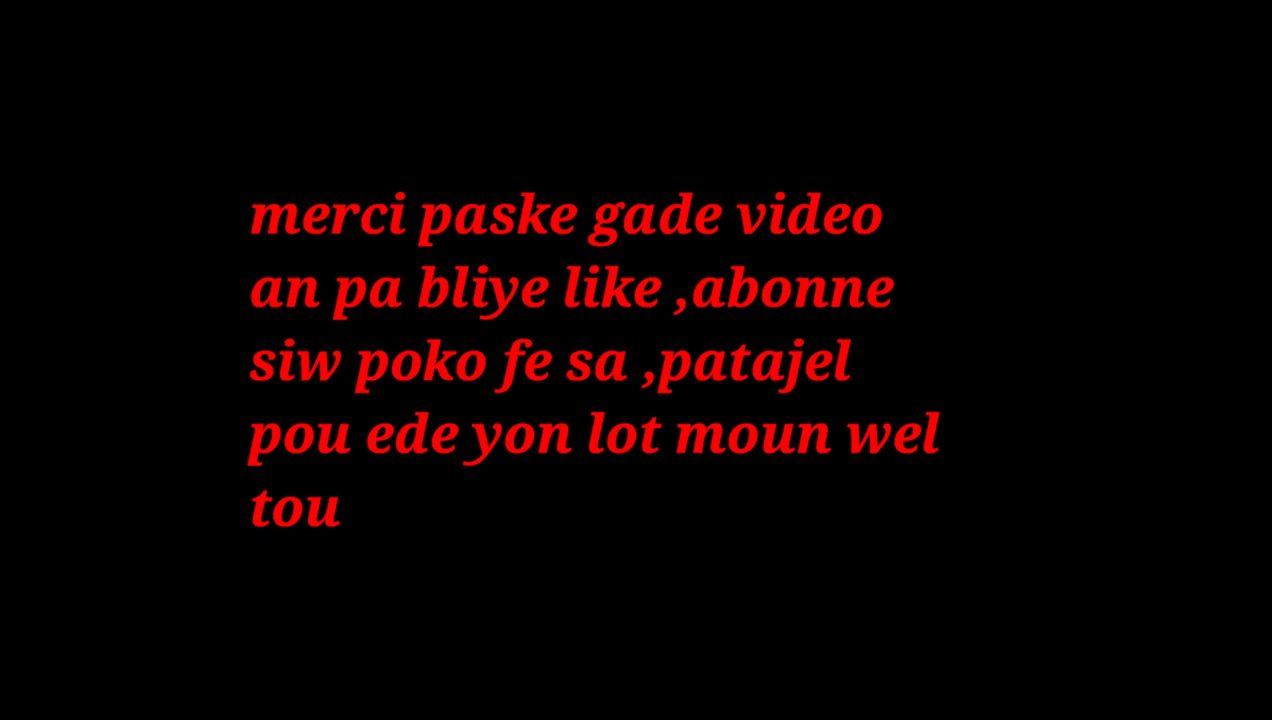 merci paske gade video
an pa bliye like ,abonne
siw poko fe sa ,patajel
pou ede yon lot moun wel
tou